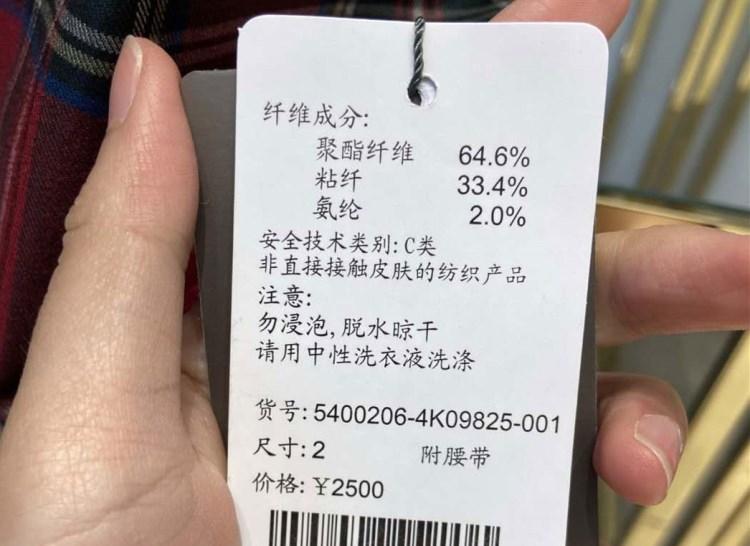 纤维成分:
聚酯纤维 64.6%
粘纤 33.4%
氨纶 2.0%
安全技术类别:C类
非直接接触皮肤的纺织产品
注意:
勿浸泡,脱水晾干
请用中性洗衣液洗涤
货号:5400206-4K09825-001
尺寸:2 附腰带
价格:¥2500